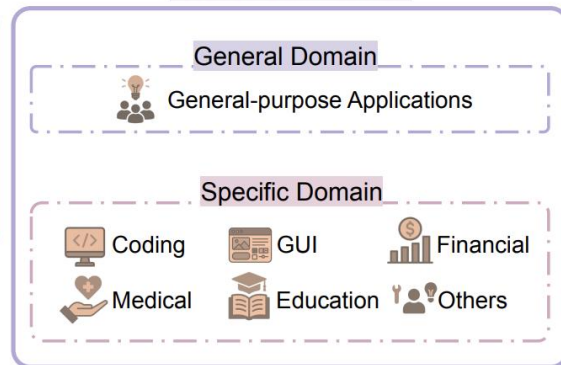 General Domain
General-purpose Applications
Specific Domain
</> Coding GUI $ Financial
Medical Education Others